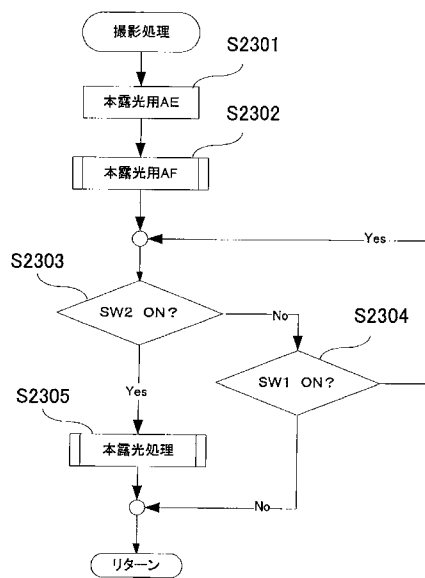 撮影処理
S2301
本露光用AE
S2302
本露光用AF
Yes
S2303
SW2 ON?
No
S2304
SW1 ON?
Yes
S2305
本露光処理
No
リターン